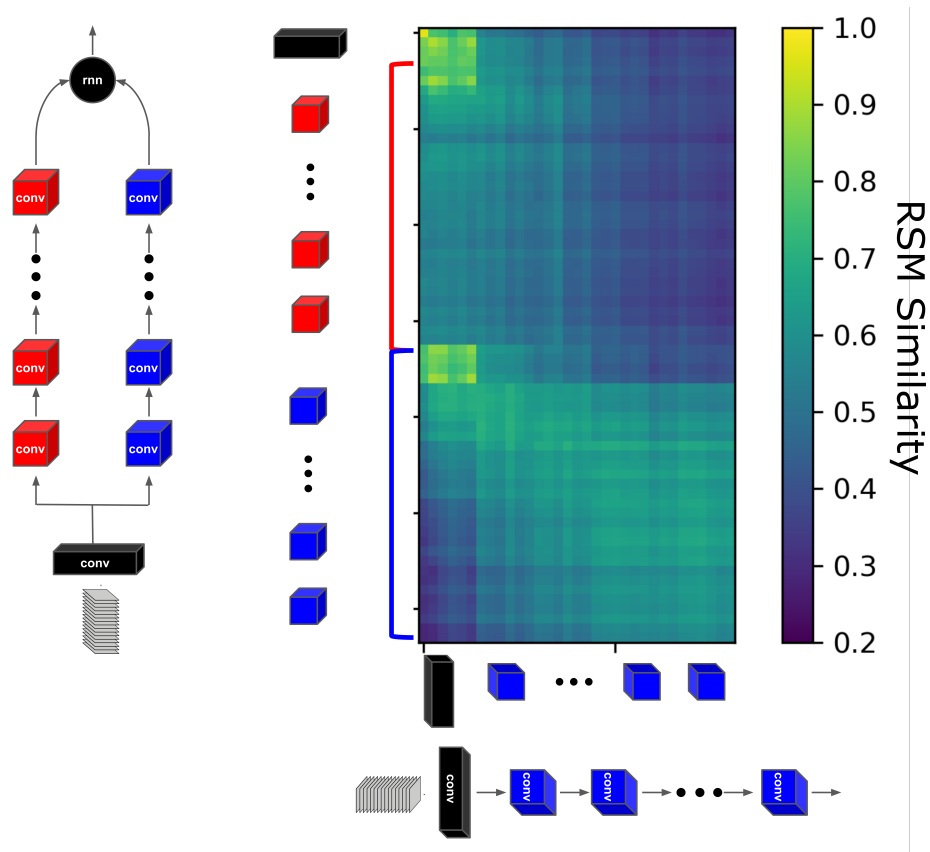 rnn
conv
conv
conv
conv
conv
conv
conv
1.0
0.9
0.8
0.7
0.6
0.5
0.4
0.3
0.2
RSM Similarity
conv
conv
conv
conv